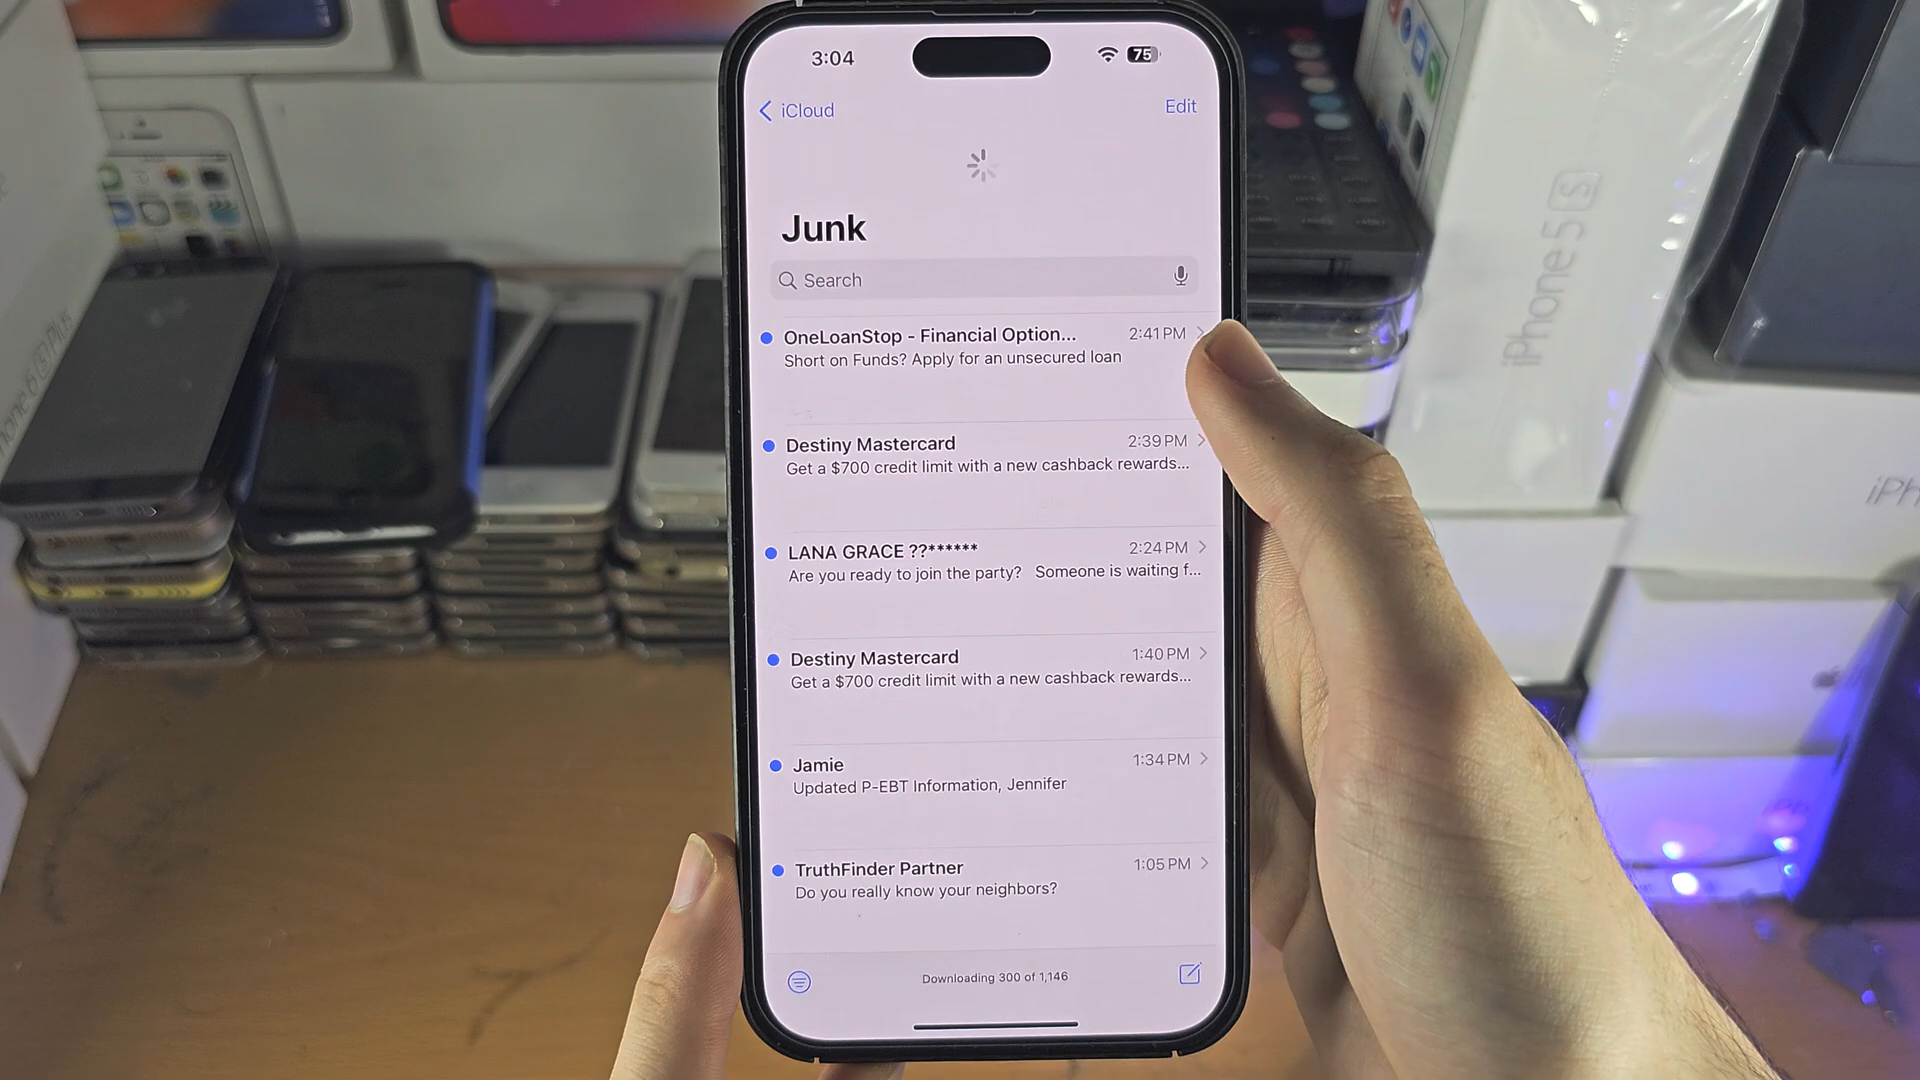 3:04
75
iCloud
Edit
Junk
Search
OneLoanStop - Financial Option...
2:41 PM
Short on Funds? Apply for an unsecured loan
Destiny Mastercard
2:39 PM
Get a $700 credit limit with a new cashback rewards...
LANA GRACE ??******
2:24 PM
Are you ready to join the party? Someone is waiting f...
Destiny Mastercard
1:40 PM
Get a $700 credit limit with a new cashback rewards...
Jamie
1:34 PM
Updated P-EBT Information, Jennifer
TruthFinder Partner
1:05 PM
Do you really know your neighbors?
Downloading 300 of 1,146
iPhone 5 S
Plus